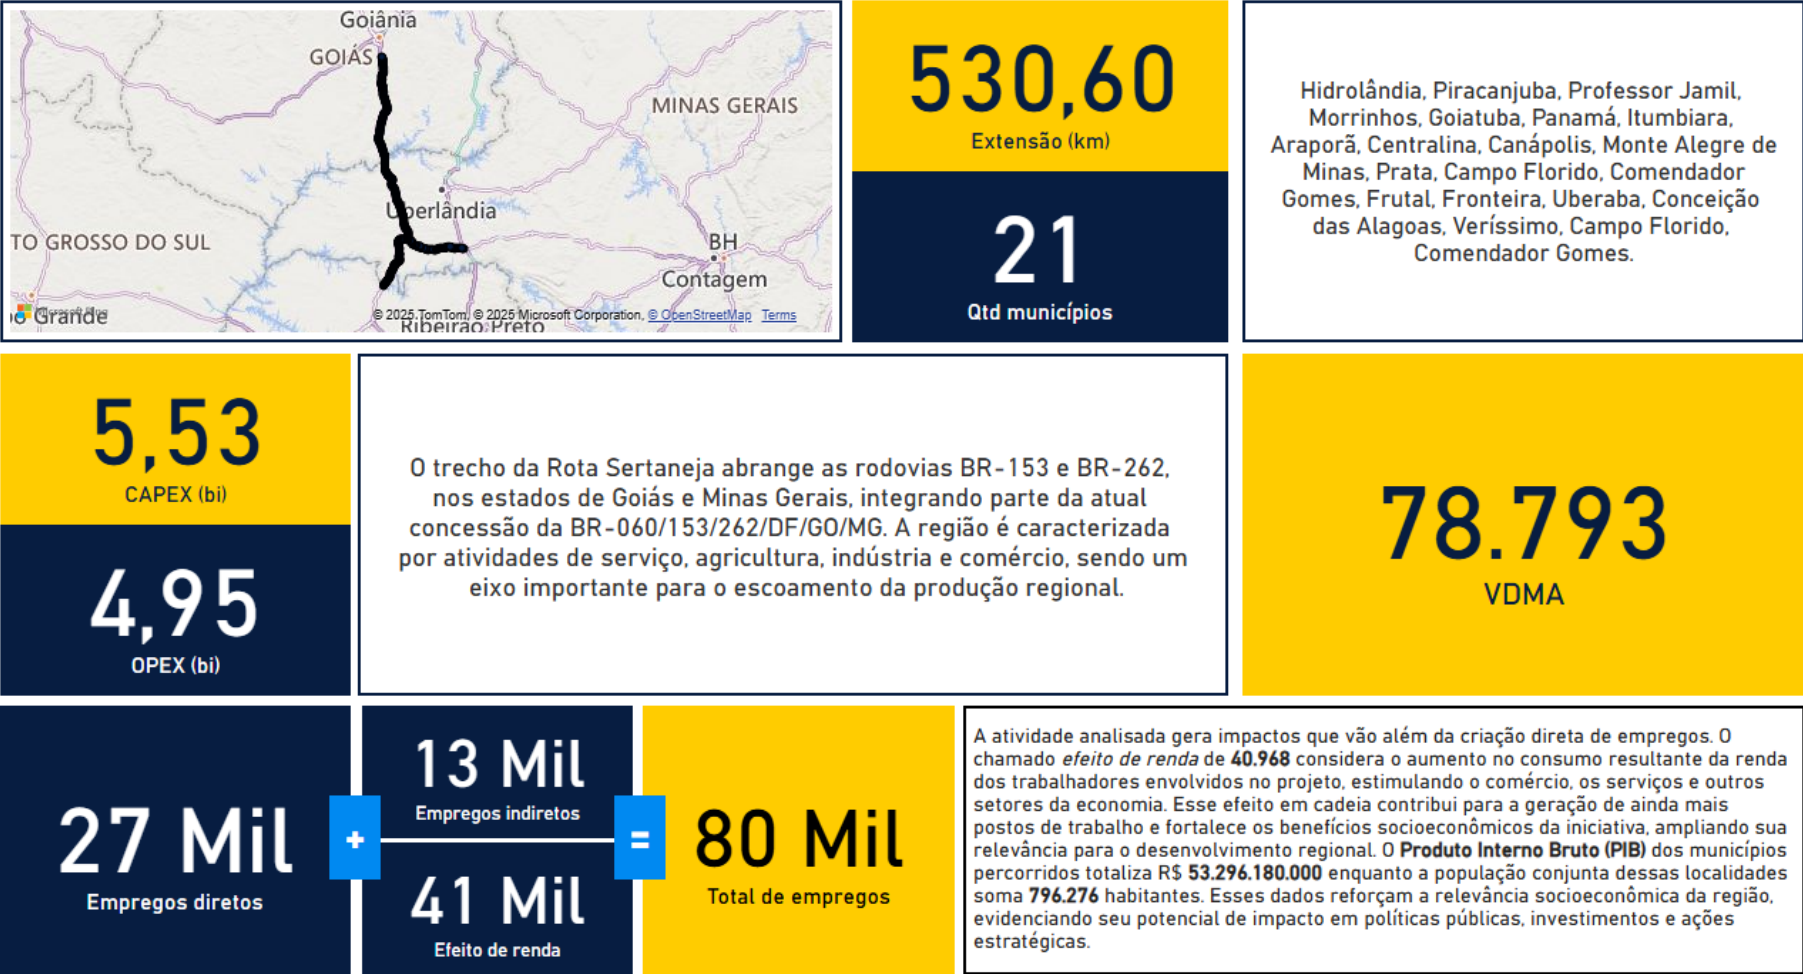 Goiânia
GOIÁS
MINAS GERAIS
Uberlândia
TO GROSSO DO SUL
BH
Contagem
o Grande
Microsoft Bing
© 2025 TomTom, © 2025 Microsoft Corporation, © OpenStreetMap Terms
Ribeirão Preto
530,60
Extensão (km)
21
Qtd municípios
Hidrolândia, Piracanjuba, Professor Jamil,
Morrinhos, Goiatuba, Panamá, Itumbiara,
Araporã, Centralina, Canápolis, Monte Alegre de
Minas, Prata, Campo Florido, Comendador
Gomes, Frutal, Fronteira, Uberaba, Conceição
das Alagoas, Veríssimo, Campo Florido,
Comendador Gomes.
5,53
CAPEX (bi)
4,95
OPEX (bi)
O trecho da Rota Sertaneja abrange as rodovias BR-153 e BR-262,
nos estados de Goiás e Minas Gerais, integrando parte da atual
concessão da BR-060/153/262/DF/GO/MG. A região é caracterizada
por atividades de serviço, agricultura, indústria e comércio, sendo um
eixo importante para o escoamento da produção regional.
78.793
VDMA
27 Mil
Empregos diretos
+
13 Mil
Empregos indiretos
41 Mil
Efeito de renda
=
80 Mil
Total de empregos
A atividade analisada gera impactos que vão além da criação direta de empregos. O
chamado efeito de renda de 40.968 considera o aumento no consumo resultante da renda
dos trabalhadores envolvidos no projeto, estimulando o comércio, os serviços e outros
setores da economia. Esse efeito em cadeia contribui para a geração de ainda mais
postos de trabalho e fortalece os benefícios socioeconômicos da iniciativa, ampliando sua
relevância para o desenvolvimento regional. O Produto Interno Bruto (PIB) dos municípios
percorridos totaliza R$ 53.296.180.000 enquanto a população conjunta dessas localidades
soma 796.276 habitantes. Esses dados reforçam a relevância socioeconômica da região,
evidenciando seu potencial de impacto em políticas públicas, investimentos e ações
estratégicas.